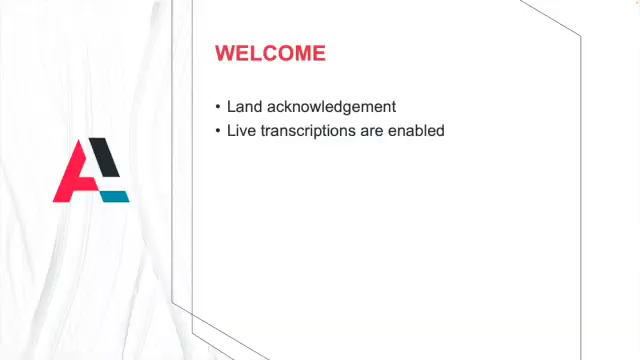 WELCOME
• Land acknowledgement
• Live transcriptions are enabled